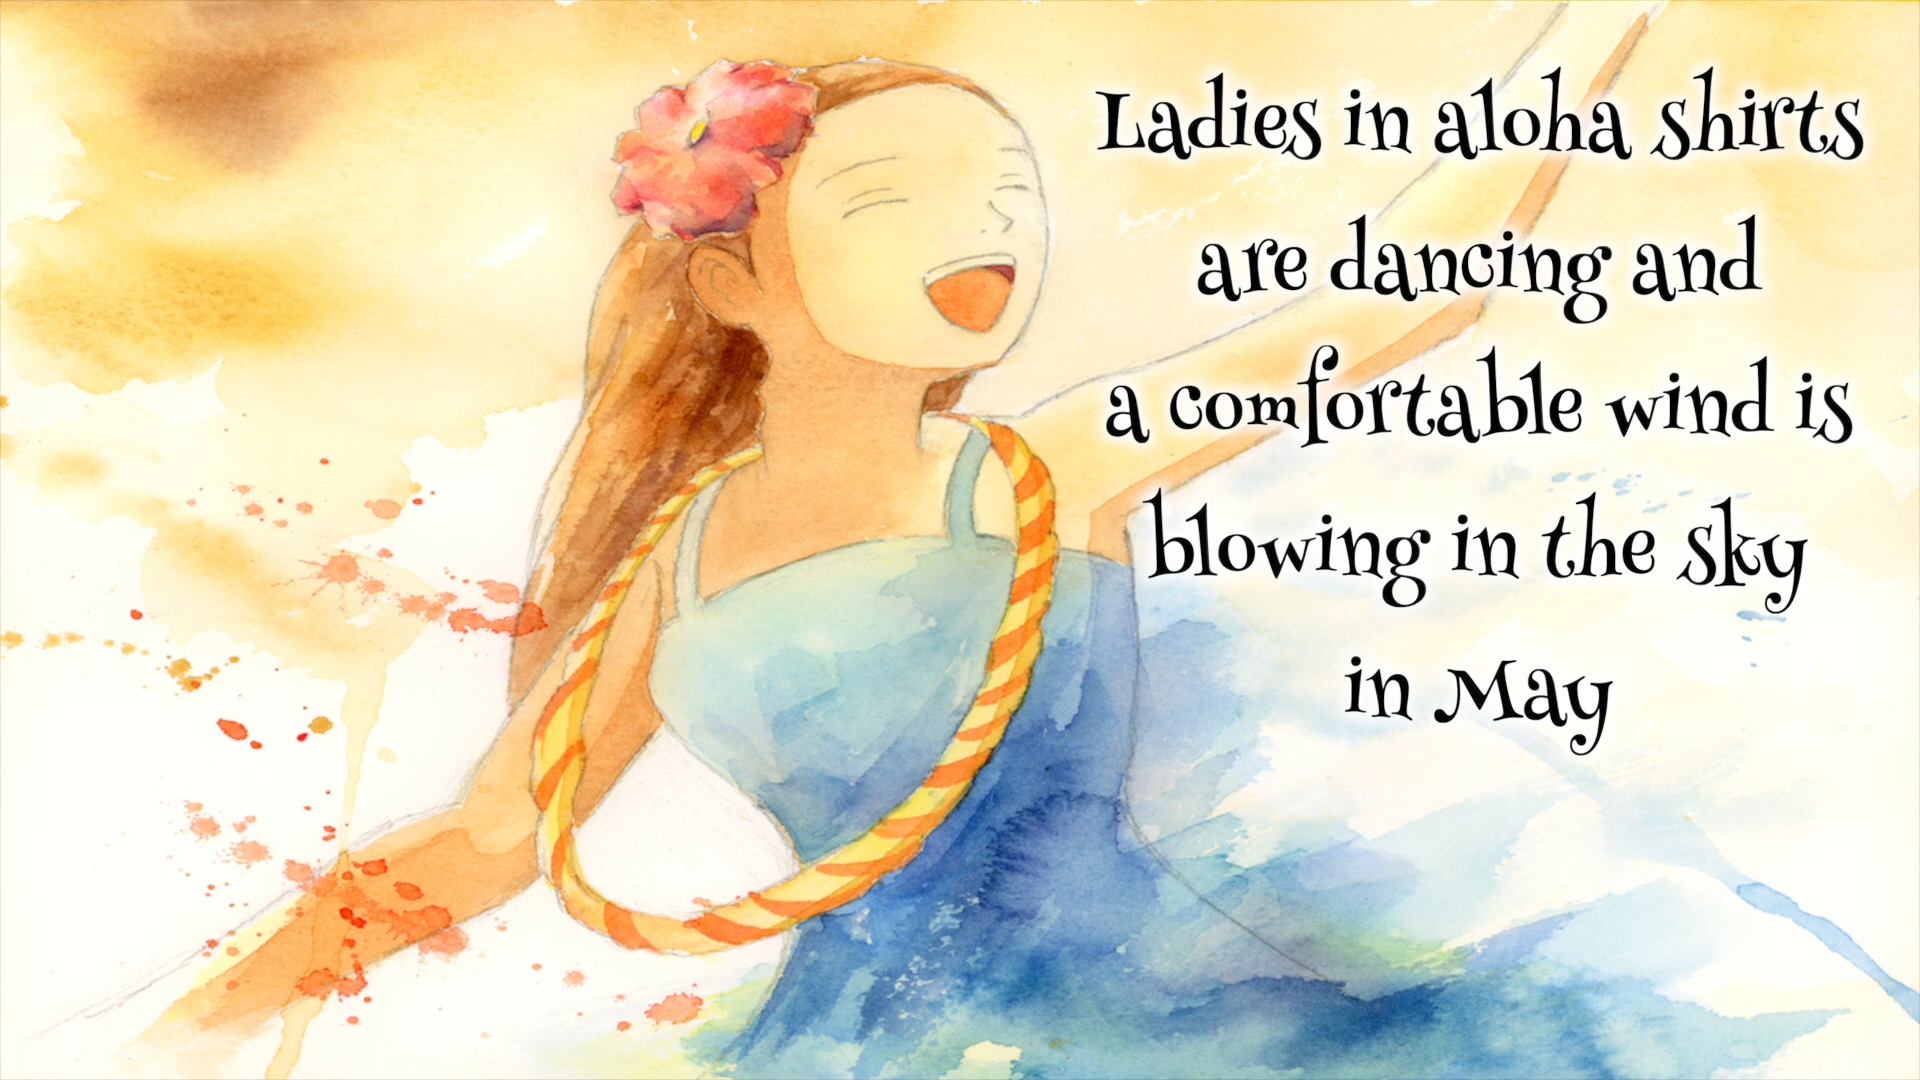 Ladies in aloha shirts
are dancing and
a comfortable wind is
blowing in the sky
in May